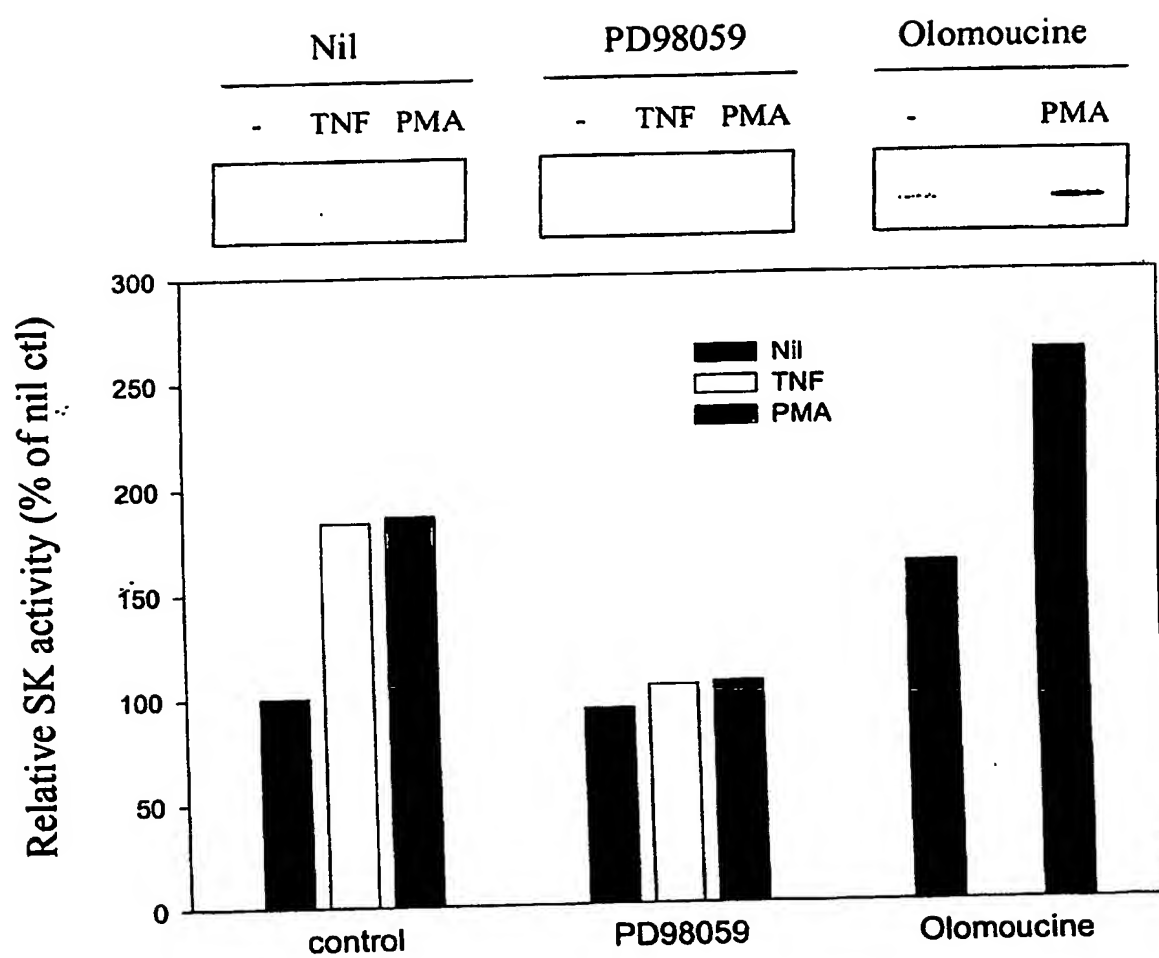 Nil PD98059 Olomoucine
- TNF PMA - TNF PMA - PMA
Relative SK activity (% of nil ctl)
300
250
200
150
100
50
0
Nil
TNF
PMA
control PD98059 Olomoucine